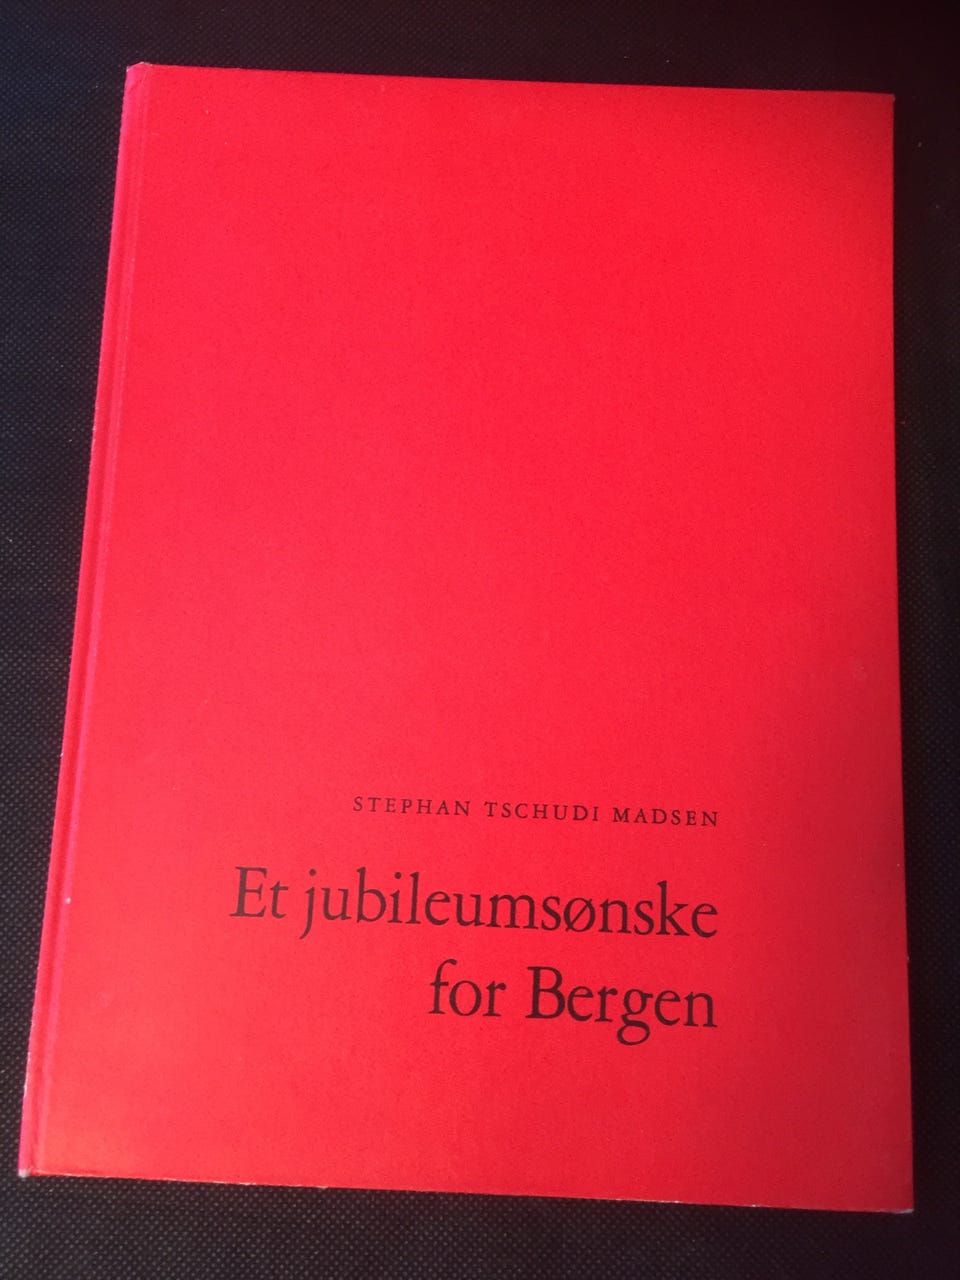 STEPHAN TSCHUDI MADSEN
Et jubileumsønske
for Bergen